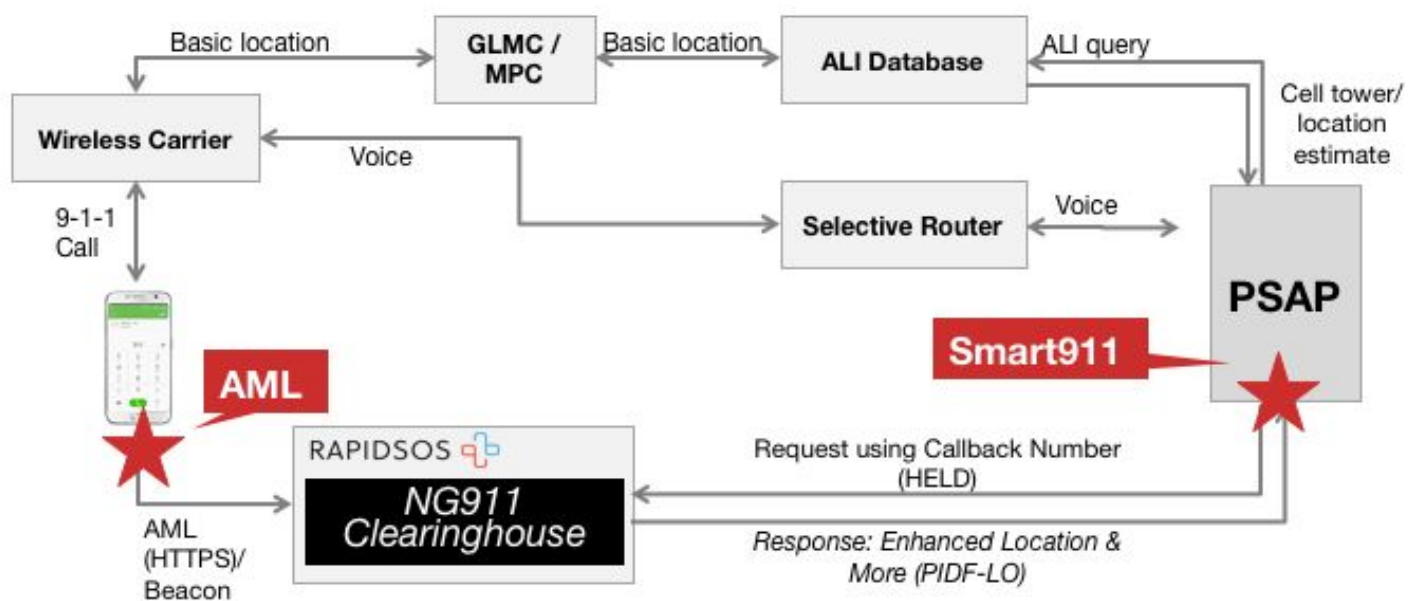 Basic location
GLMC /
MPC
Basic location
ALI Database
ALI query
Cell tower/
location
estimate
Wireless Carrier
Voice
9-1-1
Call
Selective Router
Voice
PSAP
Smart911
AML
RAPIDSOS
NG911
Clearinghouse
Request using Callback Number
(HELD)
Response: Enhanced Location &
More (PIDF-LO)
AML
(HTTPS)/
Beacon